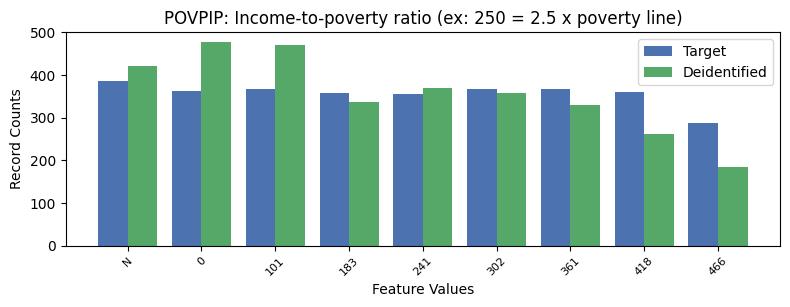 POVPIP: Income-to-poverty ratio (ex: 250 = 2.5 x poverty line)
Target
Deidentified
Record Counts
500
400
300
200
100
0
N 0 101 183 241 302 361 418 466
Feature Values